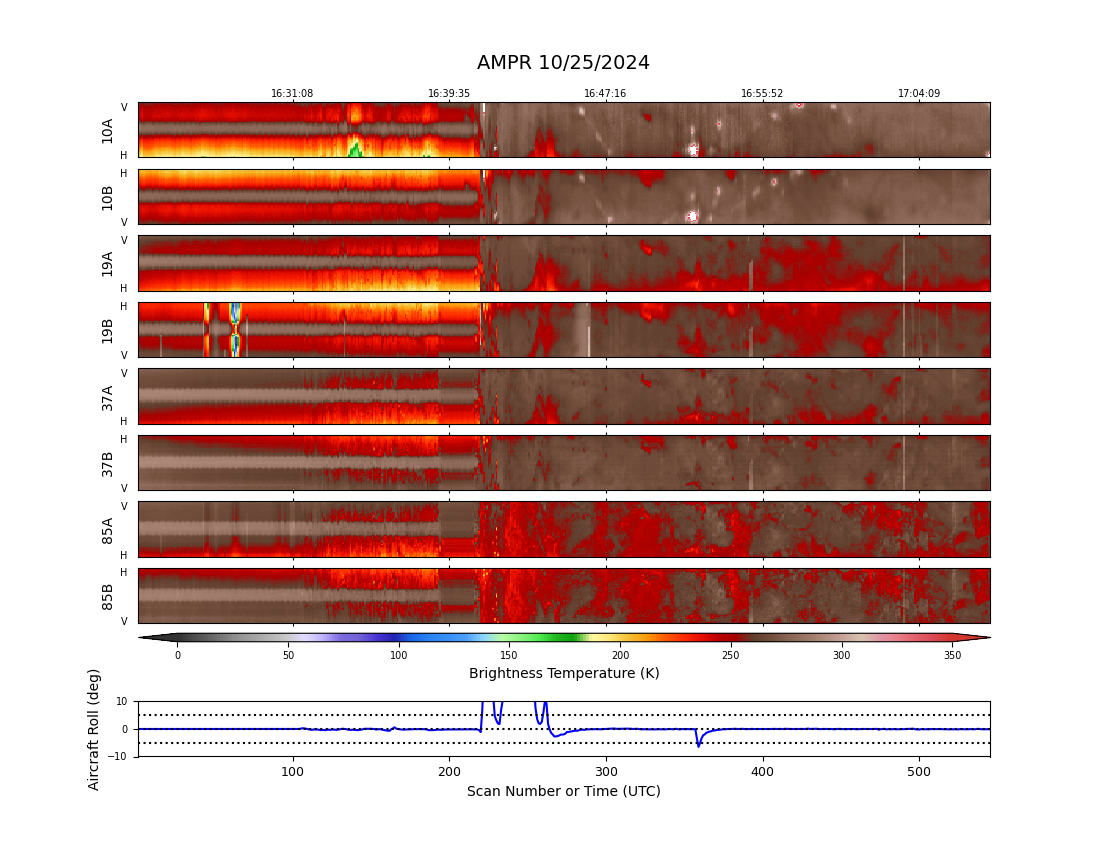 AMPR 10/25/2024
16:31:08 16:39:35 16:47:16 16:55:52 17:04:09
V
10A
H
H
10B
V
V
19A
H
H
19B
V
V
37A
H
H
37B
V
V
85A
H
H
85B
V
0 50 100 150 200 250 300 350
Brightness Temperature (K)
Aircraft Roll (deg)
10
0
−10
100 200 300 400 500
Scan Number or Time (UTC)